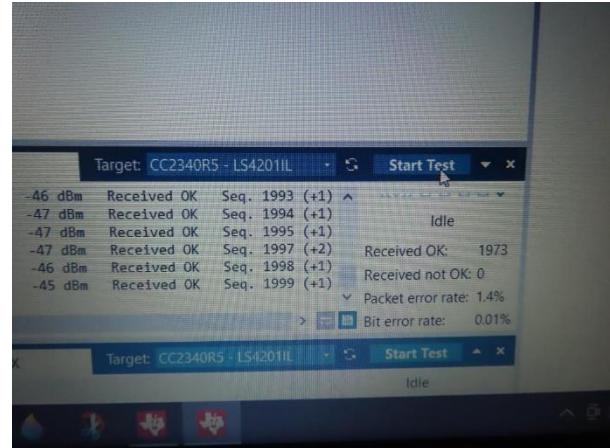 Target: CC2340R5 - LS4201IL Start Test
-46 dBm Received OK Seq. 1993 (+1)
-47 dBm Received OK Seq. 1994 (+1)
-47 dBm Received OK Seq. 1995 (+1)
-47 dBm Received OK Seq. 1997 (+2)
-46 dBm Received OK Seq. 1998 (+1)
-45 dBm Received OK Seq. 1999 (+1)
Idle
Received OK: 1973
Received not OK: 0
Packet error rate: 1.4%
Bit error rate: 0.01%
Target: CC2340R5 - LS4201IL Start Test
Idle